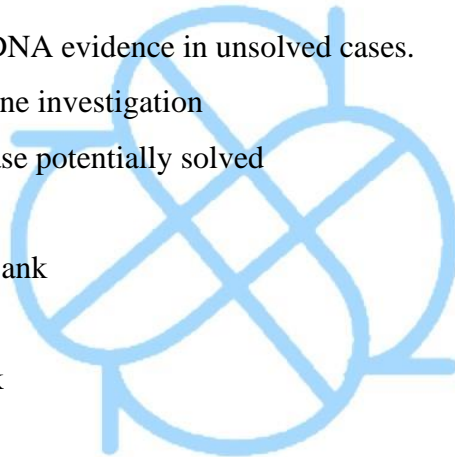 DNA evidence in unsolved cases.
ne investigation
ase potentially solved
ank